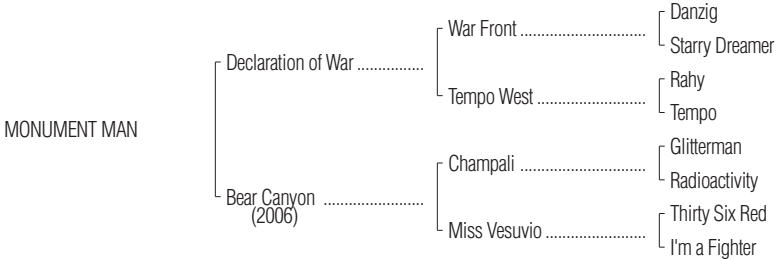 Danzig
War Front ................................
Starry Dreamer
Declaration of War ................
Rahy
Tempo West ...........................
Tempo
MONUMENT MAN
Glitterman
Champali ................................
Radioactivity
Bear Canyon .........................
(2006)
Thirty Six Red
Miss Vesuvio .........................
I'm a Fighter